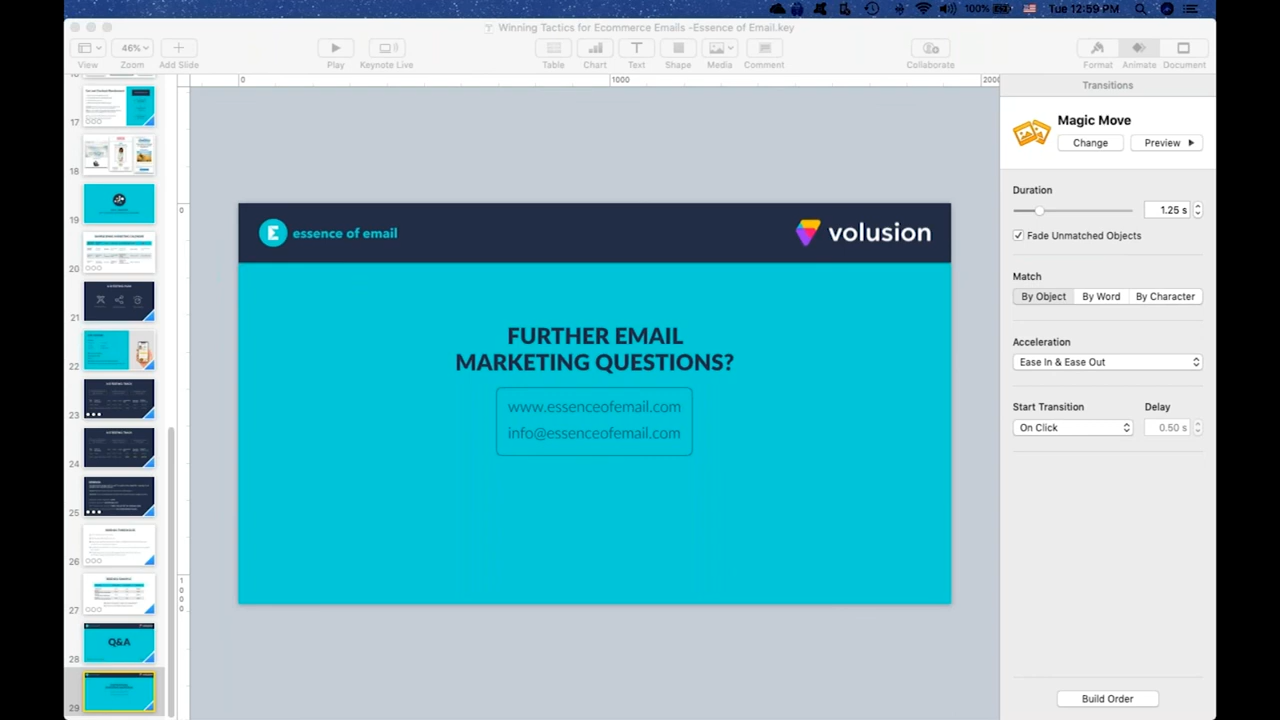 100%
Tue 12:59 PM
Winning Tactics for Ecommerce Emails -Essence of Email.key
46%
View
Zoom
Add Slide
Play
Keynote Live
Table
Chart
Text
Shape
Media
Comment
Collaborate
Format
Animate
Document
0
1000
2000
Transitions
Magic Move
Change
Preview
Duration
1.25 s
Fade Unmatched Objects
Match
By Object
By Word
By Character
Acceleration
Ease In & Ease Out
Start Transition
Delay
On Click
0.50 s
Build Order
17
18
19
20
21
22
23
24
25
26
27
Q&A
28
29
0
essence of email
volusion
FURTHER EMAIL
MARKETING QUESTIONS?
www.essenceofemail.com
info@essenceofemail.com